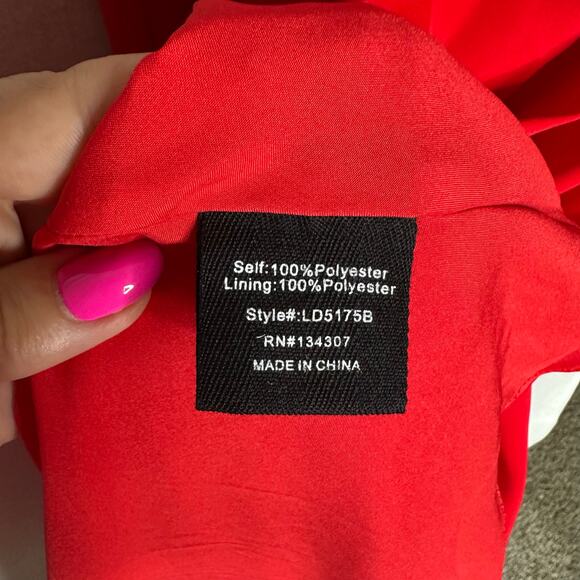 Self:100%Polyester
Lining:100%Polyester
Style#:LD5175B
RN#134307
MADE IN CHINA